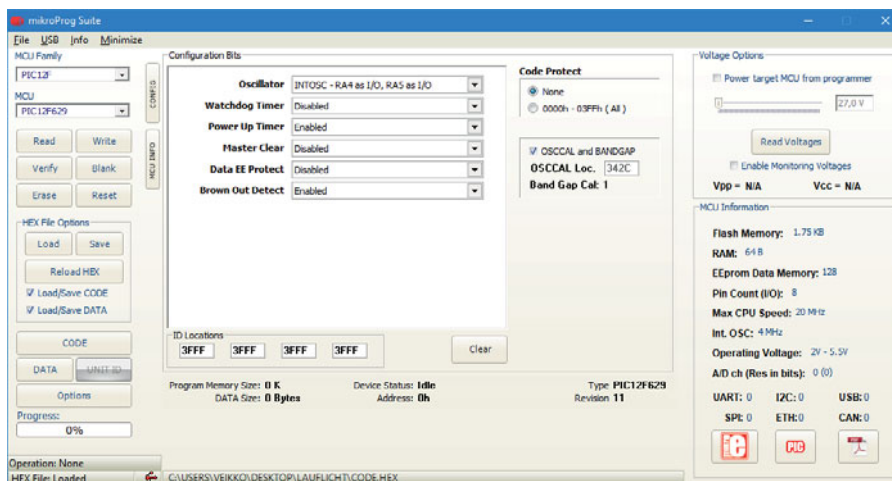 mikroProg Suite
File USB Info Minimize
MCU Family
PIC12F
MCU
PIC12F629
Read Write
Verify Blank
Erase Reset
HEX File Options
Load Save
Reload HEX
Load/Save CODE
Load/Save DATA
CODE
DATA UNIT ID
Options
Progress:
0%
Operation: None
HEX File: Loaded
CONFIG
MCU INFO
Configuration Bits
Oscillator INTOSC - RA4 as I/O, RA5 as I/O
Watchdog Timer Disabled
Power Up Timer Enabled
Master Clear Disabled
Data EE Protect Disabled
Brown Out Detect Enabled
Code Protect
None
0000h - 03FFh ( All )
OSCCAL and BANDGAP
OSCCAL Loc. 342C
Band Gap Cal: 1
ID Locations
3FFF 3FFF 3FFF 3FFF
Clear
Program Memory Size: 0 K Device Status: Idle Type PIC12F629
DATA Size: 0 Bytes Address: 0h Revision 11
C:\USERS\VEIKKO\DESKTOP\LAUFLICHT\CODE.HEX
Voltage Options
Power target MCU from programmer
27,0 V
Read Voltages
Enable Monitoring Voltages
Vpp = N/A Vcc = N/A
MCU Information
Flash Memory: 1.75 KB
RAM: 64 B
EEprom Data Memory: 128
Pin Count (I/O): 8
Max CPU Speed: 20 MHz
Int. OSC: 4 MHz
Operating Voltage: 2V - 5.5V
A/D ch (Res in bits): 0 (0)
UART: 0 I2C: 0 USB: 0
SPI: 0 ETH: 0 CAN: 0
PIC